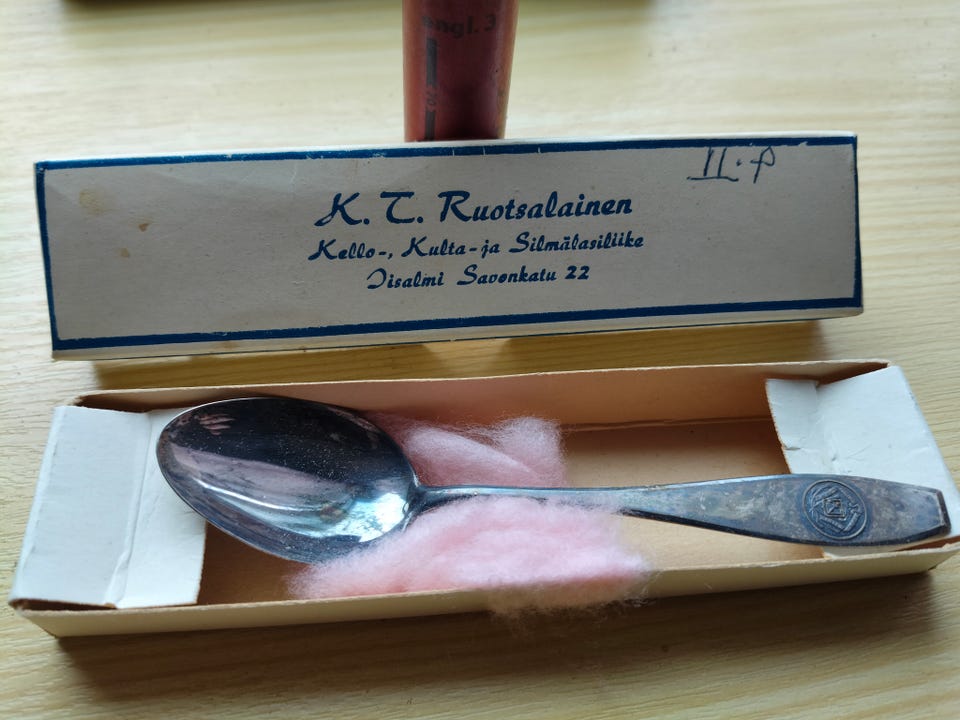 engl. 3
II. P
K. T. Ruotsalainen
Kello-, Kulta- ja Silmälasiliike
Iisalmi Savonkatu 22